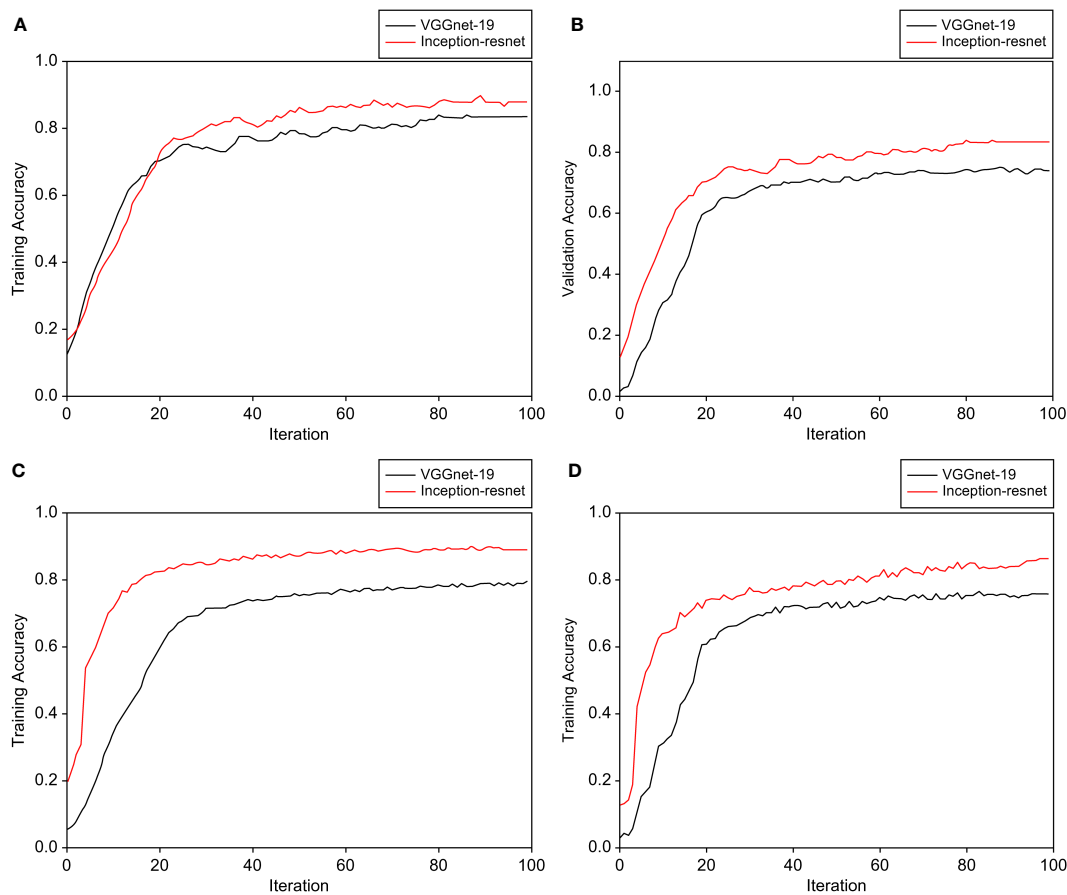 A
VGGnet-19
Inception-resnet
1.0
0.8
0.6
0.4
0.2
0.0
Training Accuracy
0 20 40 60 80 100
Iteration
B
VGGnet-19
Inception-resnet
1.0
0.8
0.6
0.4
0.2
0.0
Validation Accuracy
0 20 40 60 80 100
Iteration
C
VGGnet-19
Inception-resnet
1.0
0.8
0.6
0.4
0.2
0.0
Training Accuracy
0 20 40 60 80 100
Iteration
D
VGGnet-19
Inception-resnet
1.0
0.8
0.6
0.4
0.2
0.0
Training Accuracy
0 20 40 60 80 100
Iteration